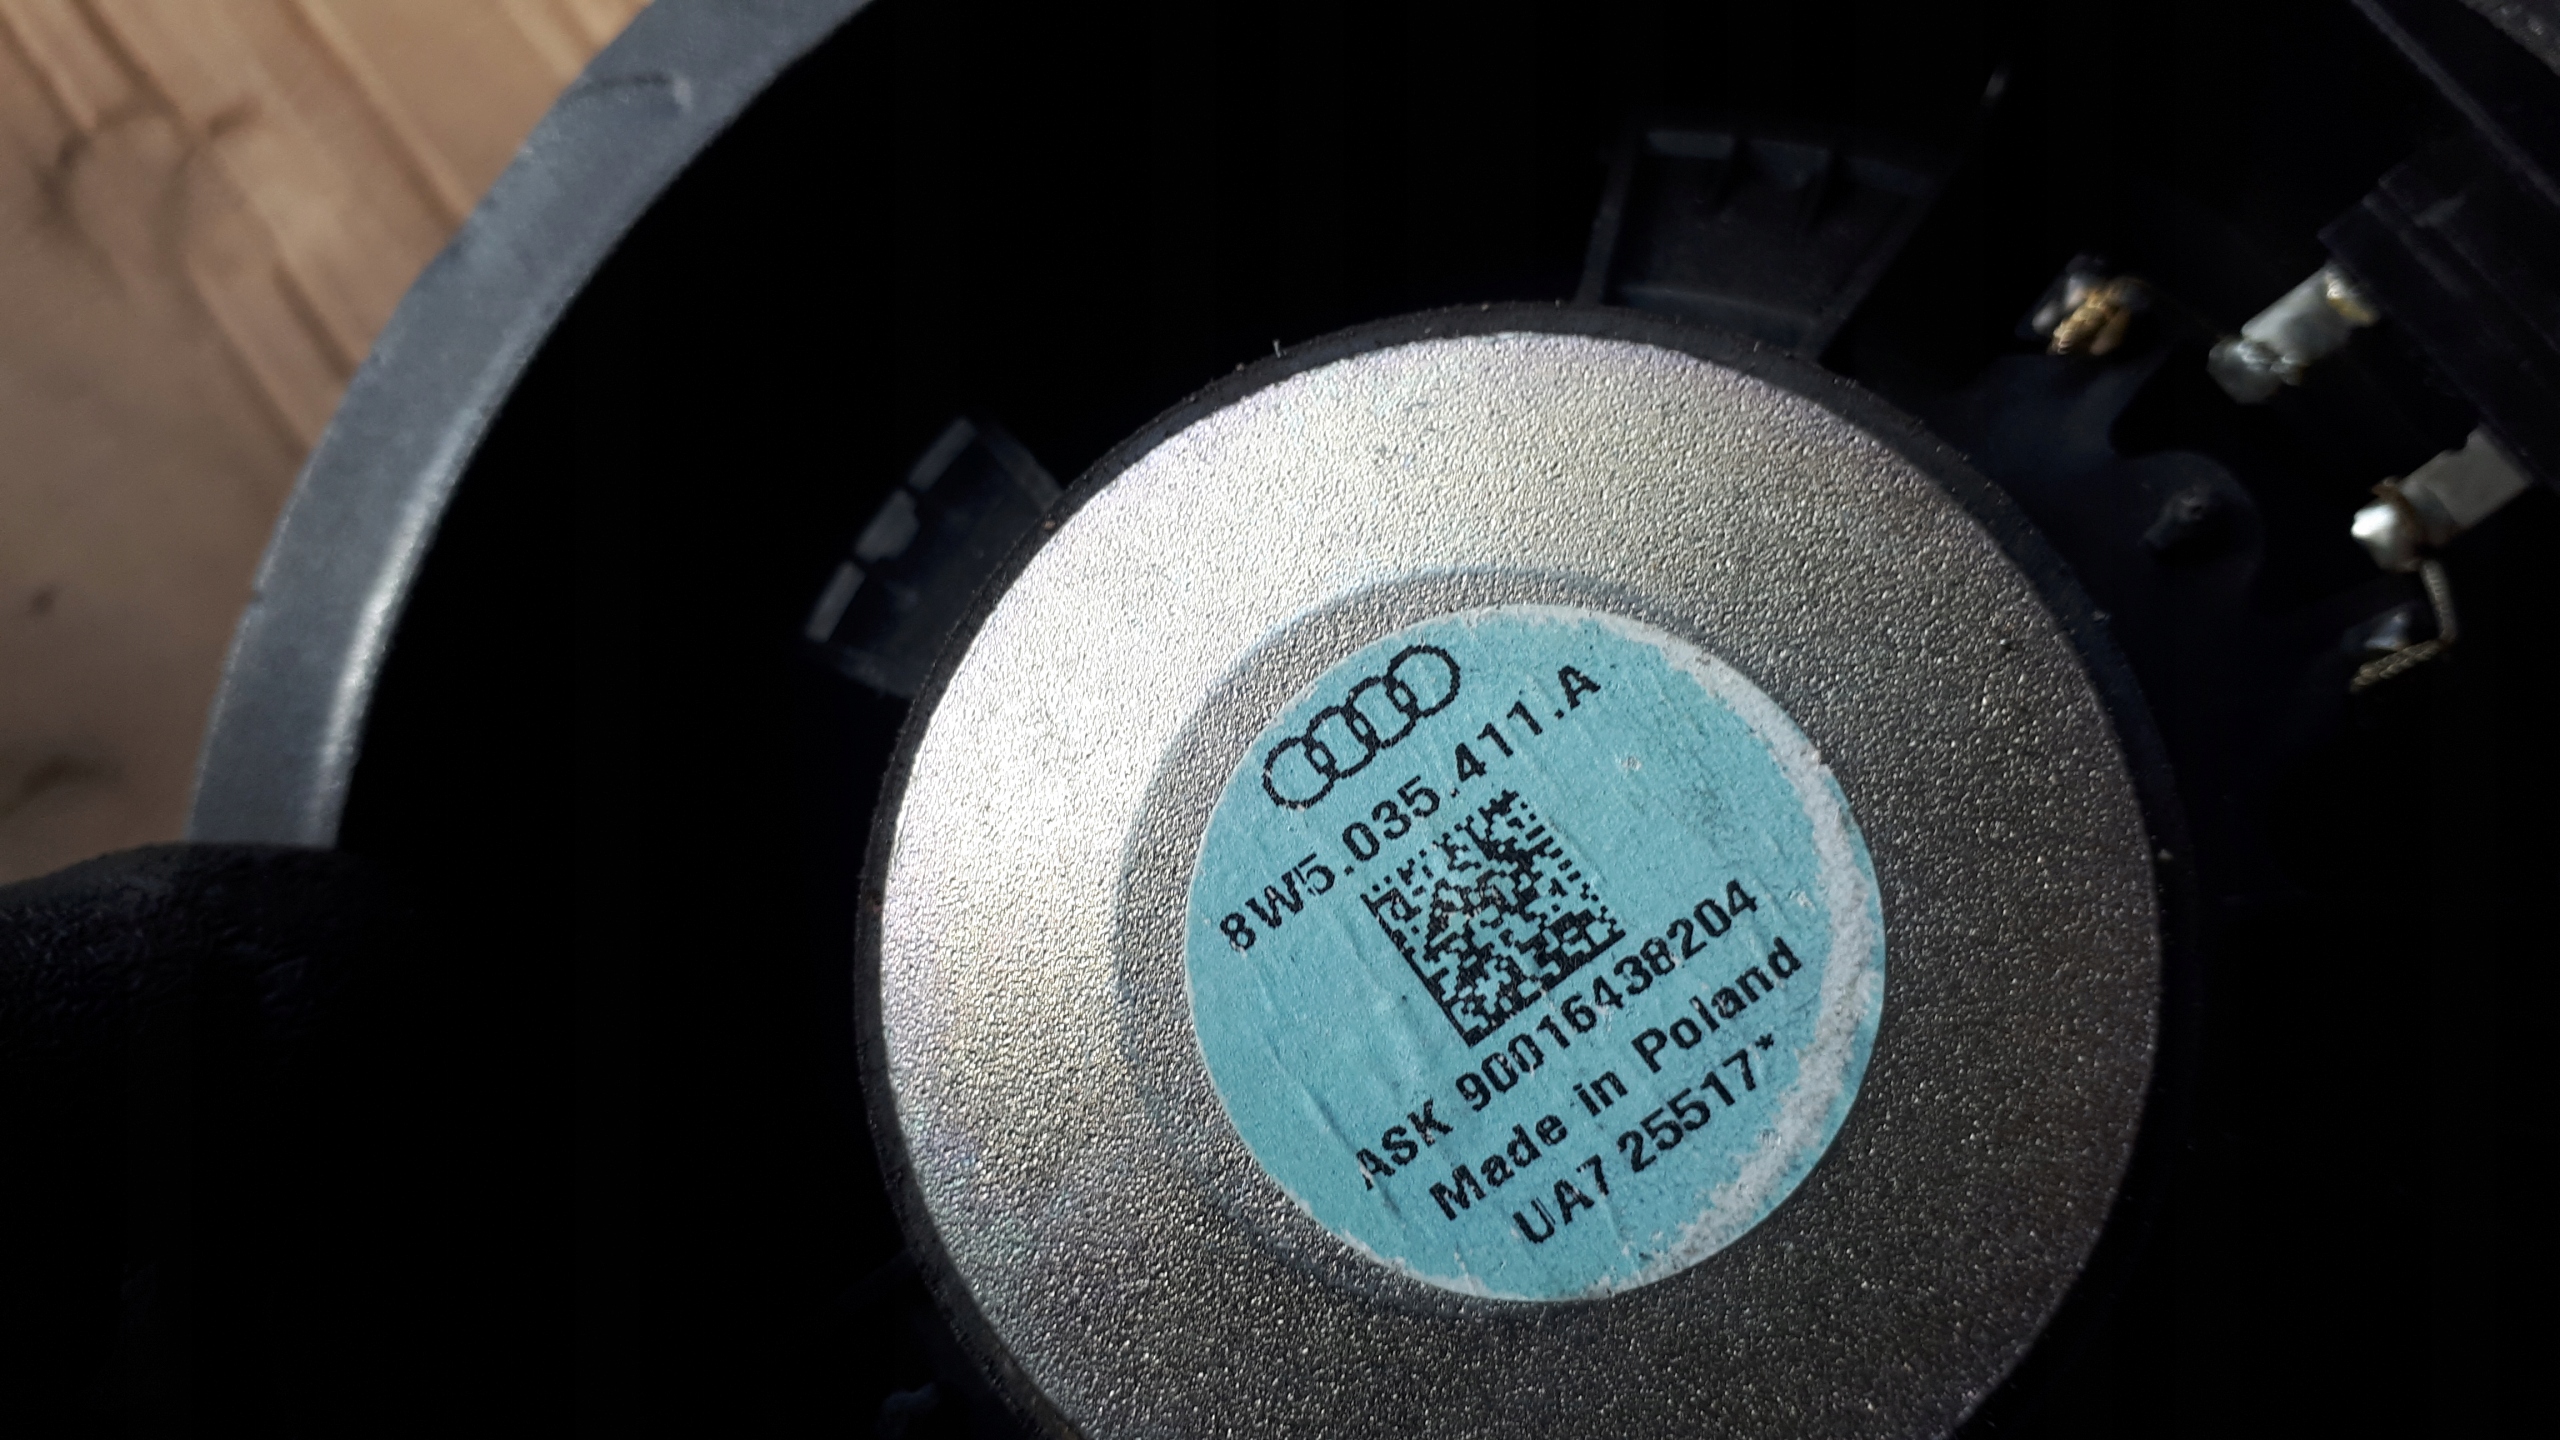 8W5.035.411.A
ASK 90016438204
Made in Poland
UA7 25517*